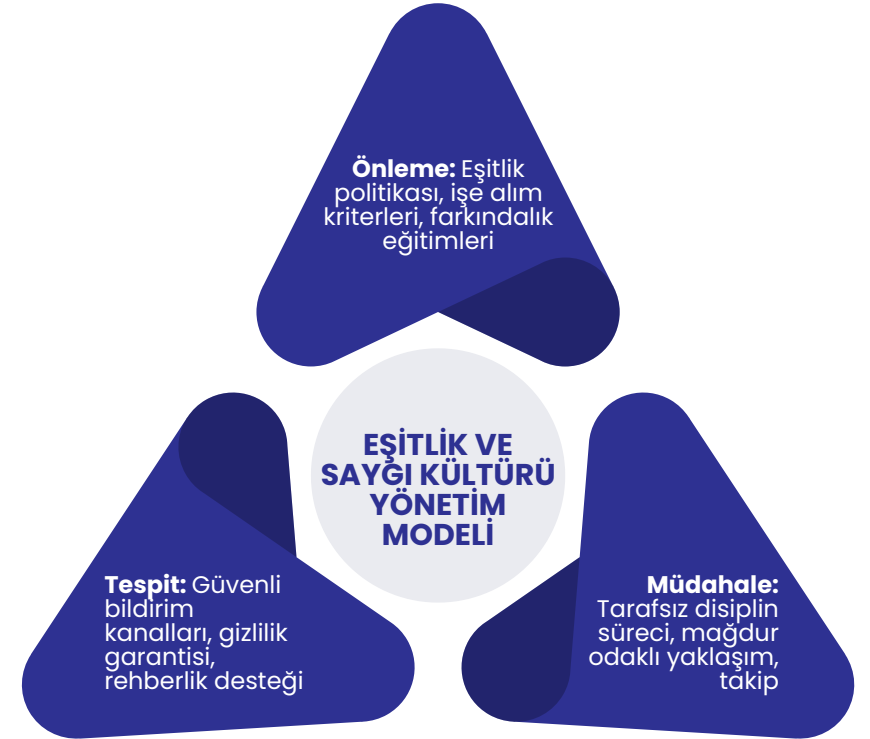 Önleme: Eşitlik
politikası, işe alım
kriterleri, farkındalık
eğitimleri
EŞİTLİK VE
SAYGI KÜLTÜRÜ
YÖNETİM
MODELİ
Tespit: Güvenli
bildirim
kanalları, gizlilik
garantisi,
rehberlik desteği
Müdahale:
Tarafsız disiplin
süreci, mağdur
odaklı yaklaşım,
takip